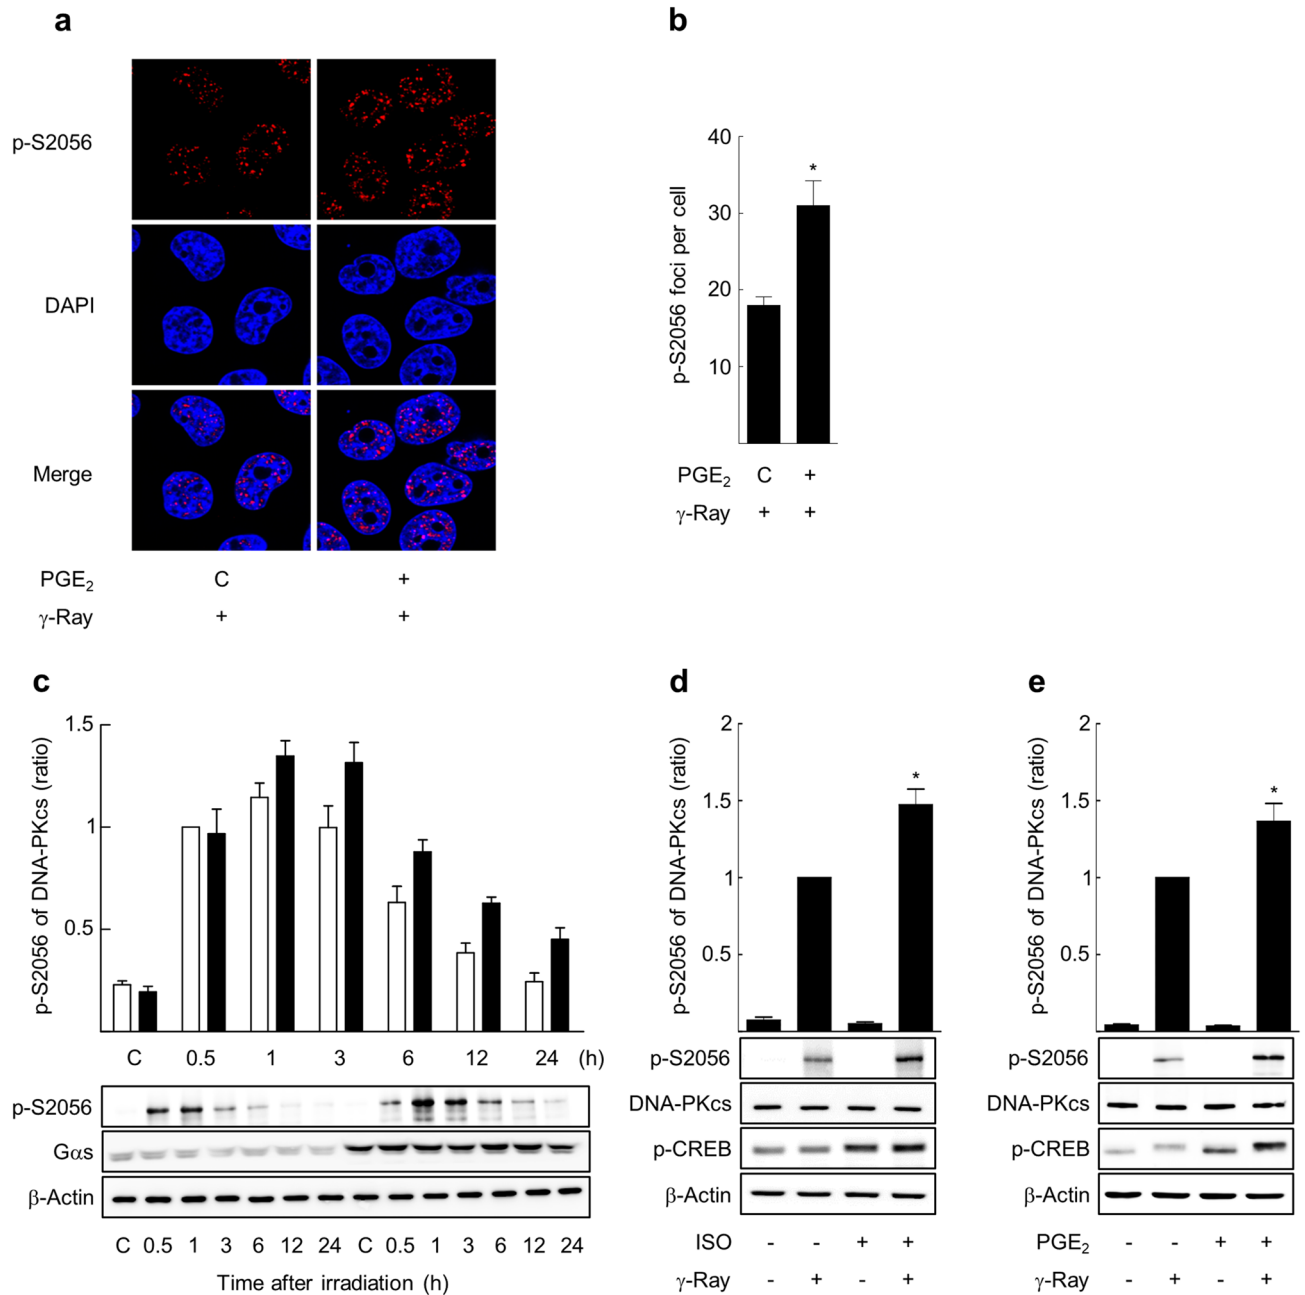 a
p-S2056
DAPI
Merge
PGE₂ C +
γ-Ray + +
b
p-S2056 foci per cell
40
30
20
10
*
PGE₂ C +
γ-Ray + +
c
p-S2056 of DNA-PKcs (ratio)
1.5
1
0.5
C 0.5 1 3 6 12 24 (h)
p-S2056
Gαs
β-Actin
C 0.5 1 3 6 12 24 C 0.5 1 3 6 12 24
Time after irradiation (h)
d
p-S2056 of DNA-PKcs (ratio)
2
1.5
1
0.5
*
p-S2056
DNA-PKcs
p-CREB
β-Actin
ISO - - + +
γ-Ray - + - +
e
p-S2056 of DNA-PKcs (ratio)
2
1.5
1
0.5
*
p-S2056
DNA-PKcs
p-CREB
β-Actin
PGE₂ - - + +
γ-Ray - + - +